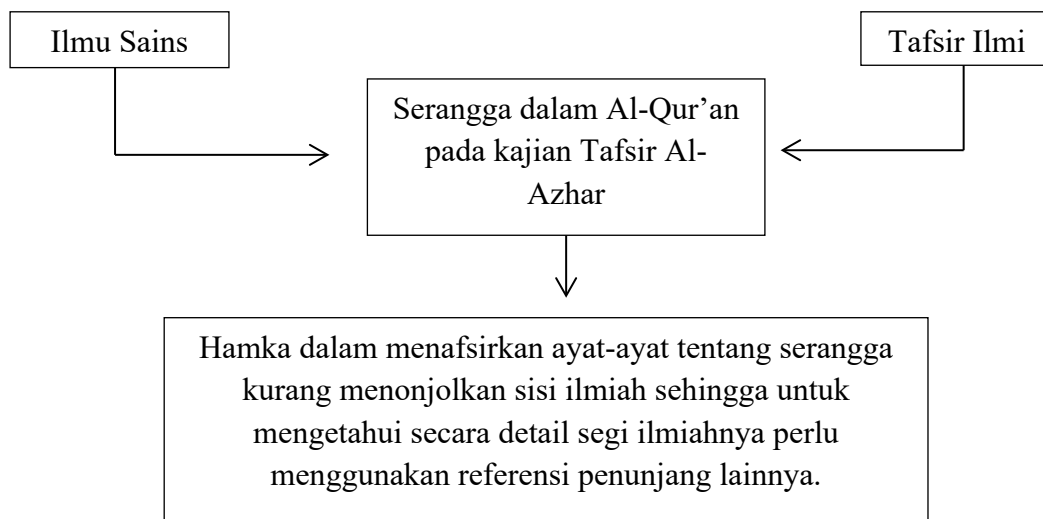 Ilmu Sains
Tafsir Ilmi
Serangga dalam Al-Qur’an
pada kajian Tafsir Al-
Azhar
Hamka dalam menafsirkan ayat-ayat tentang serangga
kurang menonjolkan sisi ilmiah sehingga untuk
mengetahui secara detail segi ilmiahnya perlu
menggunakan referensi penunjang lainnya.